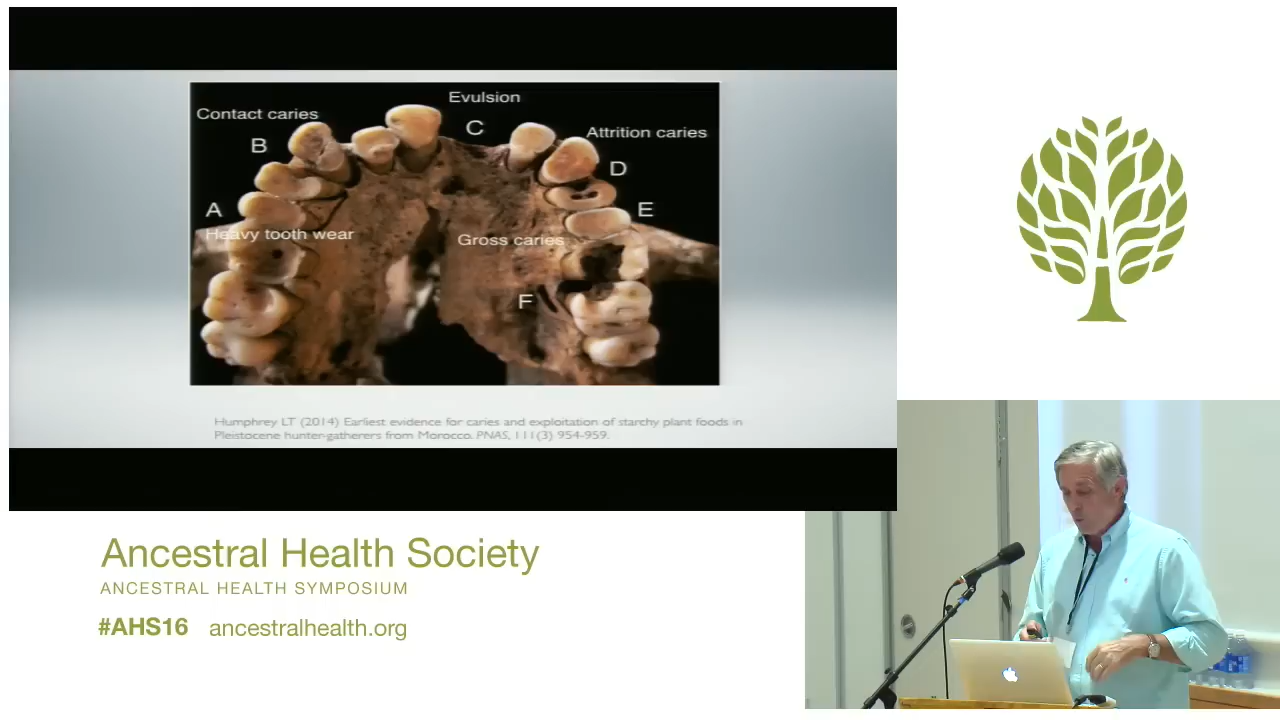 Evulsion
Contact caries
C
Attrition caries
B
D
A
E
Heavy tooth wear
Gross caries
F
Humphrey LT (2014) Earliest evidence for caries and exploitation of starchy plant foods in
Pleistocene hunter-gatherers from Morocco. PNAS, 111(3) 954-959.
Ancestral Health Society
ANCESTRAL HEALTH SYMPOSIUM
#AHS16 ancestralhealth.org